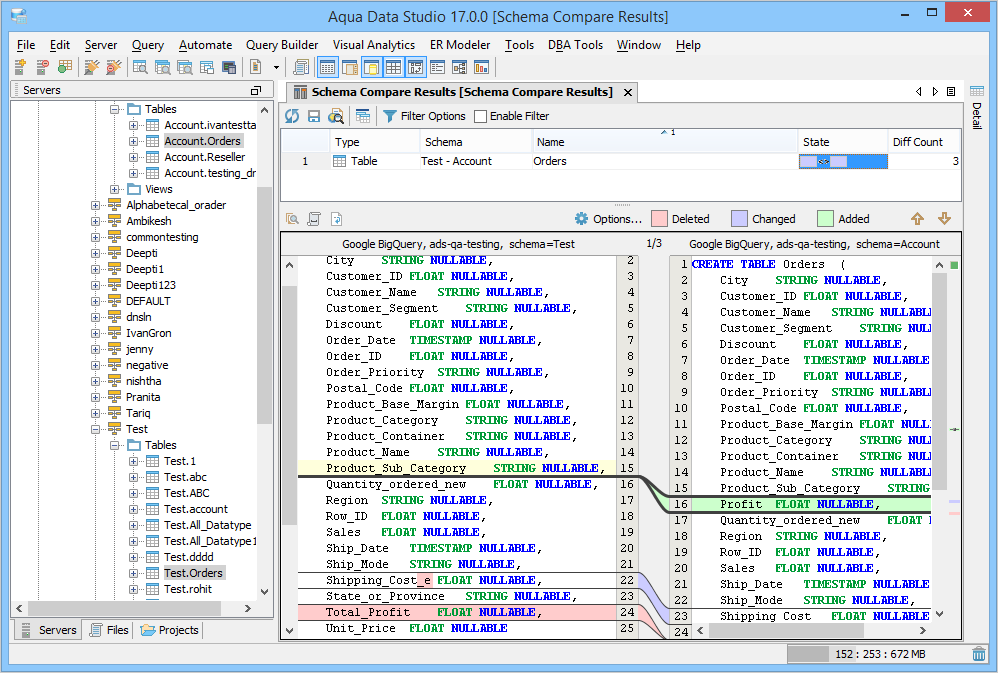 Aqua Data Studio 17.0.0 [Schema Compare Results]
File Edit Server Query Automate Query Builder Visual Analytics ER Modeler Tools DBA Tools Window Help
Servers
Tables
Account.ivantestta
Account.Orders
Account.Reseller
Account.testing_dr
Views
Alphabetecal_orader
Ambikesh
commontesting
Deepti
Deepti1
Deepti123
DEFAULT
dnsln
IvanGron
jenny
negative
nishtha
Pranita
Tariq
Test
Tables
Test.1
Test.abc
Test.ABC
Test.account
Test.All_Datatype
Test.All_Datatype1
Test.dddd
Test.Orders
Test.rohit
Servers Files Projects
Schema Compare Results [Schema Compare Results]
Detail
Filter Options Enable Filter
Type Schema Name 1 State Diff Count
1 Table Test - Account Orders <=> 3
Options... Deleted Changed Added
Google BigQuery, ads-qa-testing, schema=Test 1/3 Google BigQuery, ads-qa-testing, schema=Account
City STRING NULLABLE, 2
Customer_ID FLOAT NULLABLE, 3
Customer_Name STRING NULLABLE, 4
Customer_Segment STRING NULLABLE, 5
Discount FLOAT NULLABLE, 6
Order_Date TIMESTAMP NULLABLE, 7
Order_ID FLOAT NULLABLE, 8
Order_Priority STRING NULLABLE, 9
Postal_Code FLOAT NULLABLE, 10
Product_Base_Margin FLOAT NULLABLE, 11
Product_Category STRING NULLABLE, 12
Product_Container STRING NULLABLE, 13
Product_Name STRING NULLABLE, 14
Product_Sub_Category STRING NULLABLE, 15
Quantity_ordered_new FLOAT NULLABLE, 16
Region STRING NULLABLE, 17
Row_ID FLOAT NULLABLE, 18
Sales FLOAT NULLABLE, 19
Ship_Date TIMESTAMP NULLABLE, 20
Ship_Mode STRING NULLABLE, 21
Shipping_Cost_e FLOAT NULLABLE, 22
State_or_Province STRING NULLABLE, 23
Total_Profit FLOAT NULLABLE, 24
Unit_Price FLOAT NULLABLE 25
1 CREATE TABLE Orders (
2 City STRING NULLABL
3 Customer_ID FLOAT NULLABLE,
4 Customer_Name STRING NULL
5 Customer_Segment STRING
6 Discount FLOAT NULLABLE,
7 Order_Date TIMESTAMP NULLABLE
8 Order_ID FLOAT NULLABLE,
9 Order_Priority STRING NULLABL
10 Postal_Code FLOAT NULLABLE,
11 Product_Base_Margin FLOAT NULL
12 Product_Category STRING
13 Product_Container STRING
14 Product_Name STRING NULLABL
15 Product_Sub_Category STRING
16 Profit FLOAT NULLABLE,
17 Quantity_ordered_new FLOAT N
18 Region STRING NULLABLE,
19 Row_ID FLOAT NULLABLE,
20 Sales FLOAT NULLABLE,
21 Ship_Date TIMESTAMP NULLABLE
22 Ship_Mode STRING NULLABLE,
23 Shipping_Cost FLOAT NULLABLE
24
152 : 253 : 672 MB